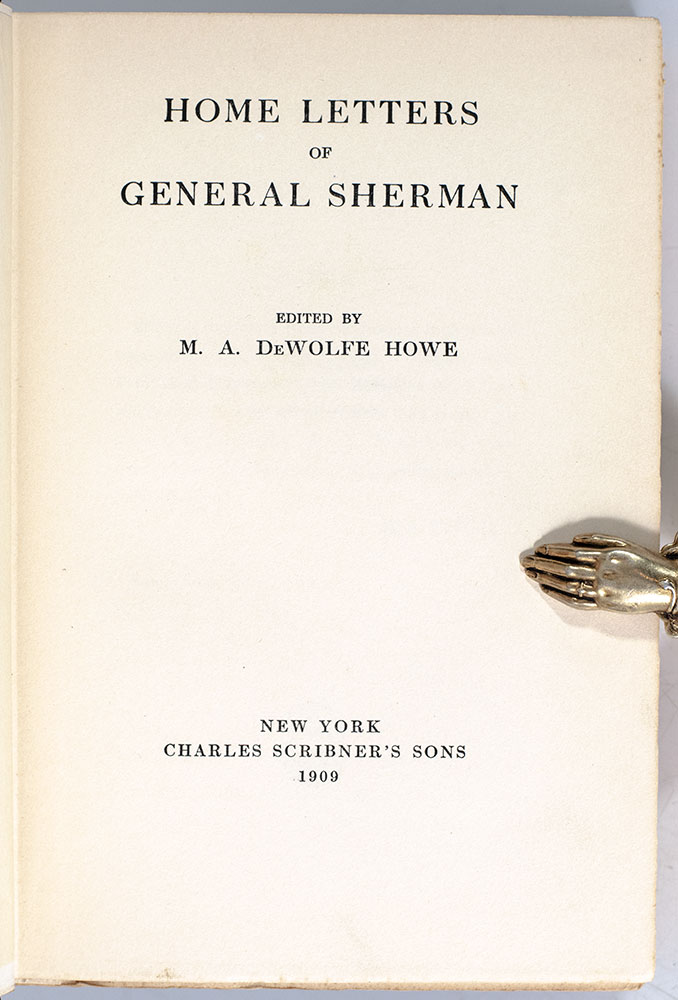 HOME LETTERS
OF
GENERAL SHERMAN
EDITED BY
M. A. DeWOLFE HOWE
NEW YORK
CHARLES SCRIBNER'S SONS
1909